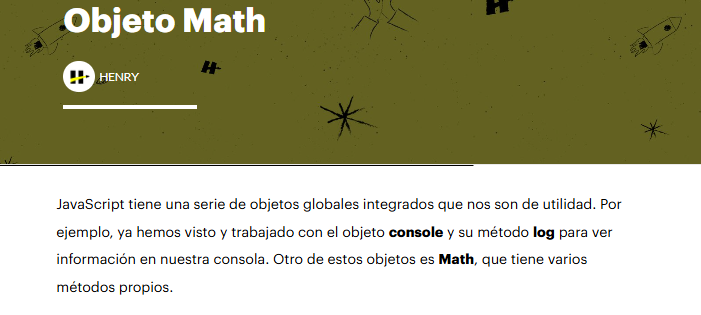 Objeto Math
HENRY
JavaScript tiene una serie de objetos globales integrados que nos son de utilidad. Por
ejemplo, ya hemos visto y trabajado con el objeto console y su método log para ver
información en nuestra consola. Otro de estos objetos es Math, que tiene varios
métodos propios.